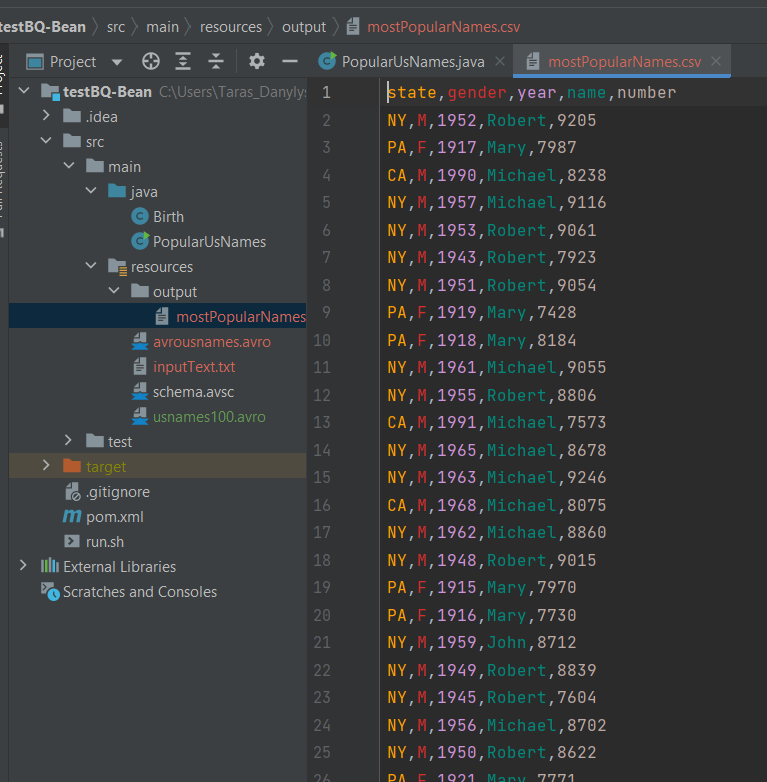 testBQ-Bean src main resources output mostPopularNames.csv
Project
PopularUsNames.java
mostPopularNames.csv
testBQ-Bean C:\Users\Taras_Danylys
.idea
src
main
java
Birth
PopularUsNames
resources
output
mostPopularNames
avrousnames.avro
inputText.txt
schema.avsc
usnames100.avro
test
target
.gitignore
pom.xml
run.sh
External Libraries
Scratches and Consoles
1 state,gender,year,name,number
2 NY,M,1952,Robert,9205
3 PA,F,1917,Mary,7987
4 CA,M,1990,Michael,8238
5 NY,M,1957,Michael,9116
6 NY,M,1953,Robert,9061
7 NY,M,1943,Robert,7923
8 NY,M,1951,Robert,9054
9 PA,F,1919,Mary,7428
10 PA,F,1918,Mary,8184
11 NY,M,1961,Michael,9055
12 NY,M,1955,Robert,8806
13 CA,M,1991,Michael,7573
14 NY,M,1965,Michael,8678
15 NY,M,1963,Michael,9246
16 CA,M,1968,Michael,8075
17 NY,M,1962,Michael,8860
18 NY,M,1948,Robert,9015
19 PA,F,1915,Mary,7970
20 PA,F,1916,Mary,7730
21 NY,M,1959,John,8712
22 NY,M,1949,Robert,8839
23 NY,M,1945,Robert,7604
24 NY,M,1956,Michael,8702
25 NY,M,1950,Robert,8622
26 PA,F,1921,Mary,7771